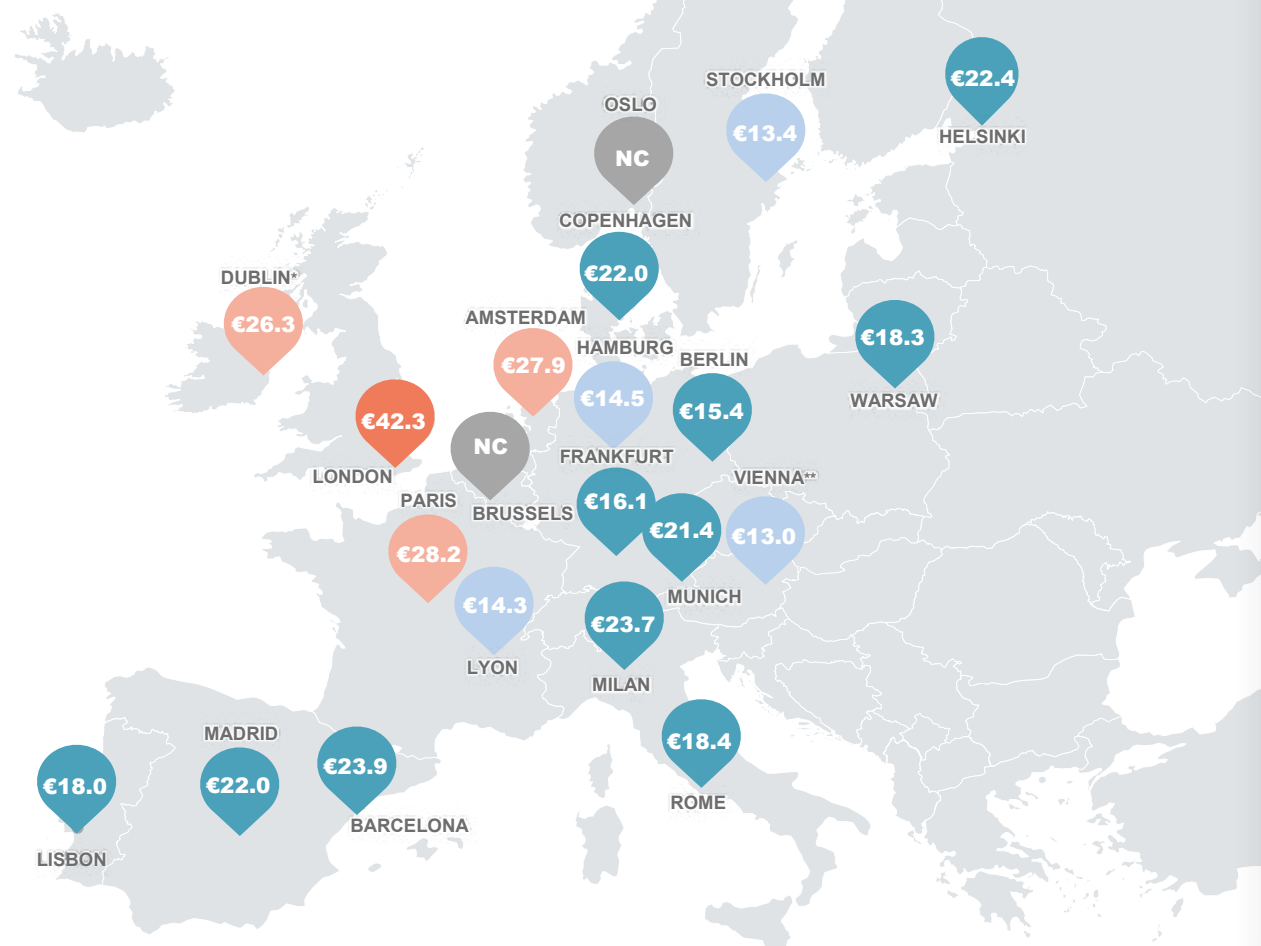 €22.4
HELSINKI
STOCKHOLM
€13.4
OSLO
NC
COPENHAGEN
€22.0
DUBLIN*
€26.3
AMSTERDAM
€27.9
HAMBURG
€14.5
BERLIN
€15.4
€18.3
WARSAW
€42.3
LONDON
NC
BRUSSELS
FRANKFURT
€16.1
€21.4
MUNICH
VIENNA**
€13.0
PARIS
€28.2
€14.3
LYON
€23.7
MILAN
€18.4
ROME
MADRID
€22.0
€23.9
BARCELONA
€18.0
LISBON